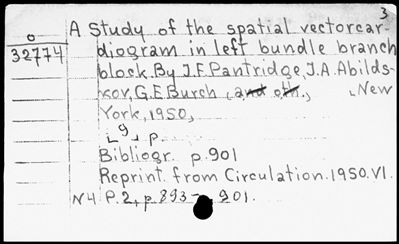 3
o A Study of the spatial vectorcar-
32774 diogram in left bundle branch
block. By J.F. Pantridge, J.A. Abilds-
kov, G.E. Burch, and oth., New
York, 1950,
9 p.
Bibliogr. p. 901
Reprint. from Circulation. 1950. VI.
N4 P. 2, p. 893-901.